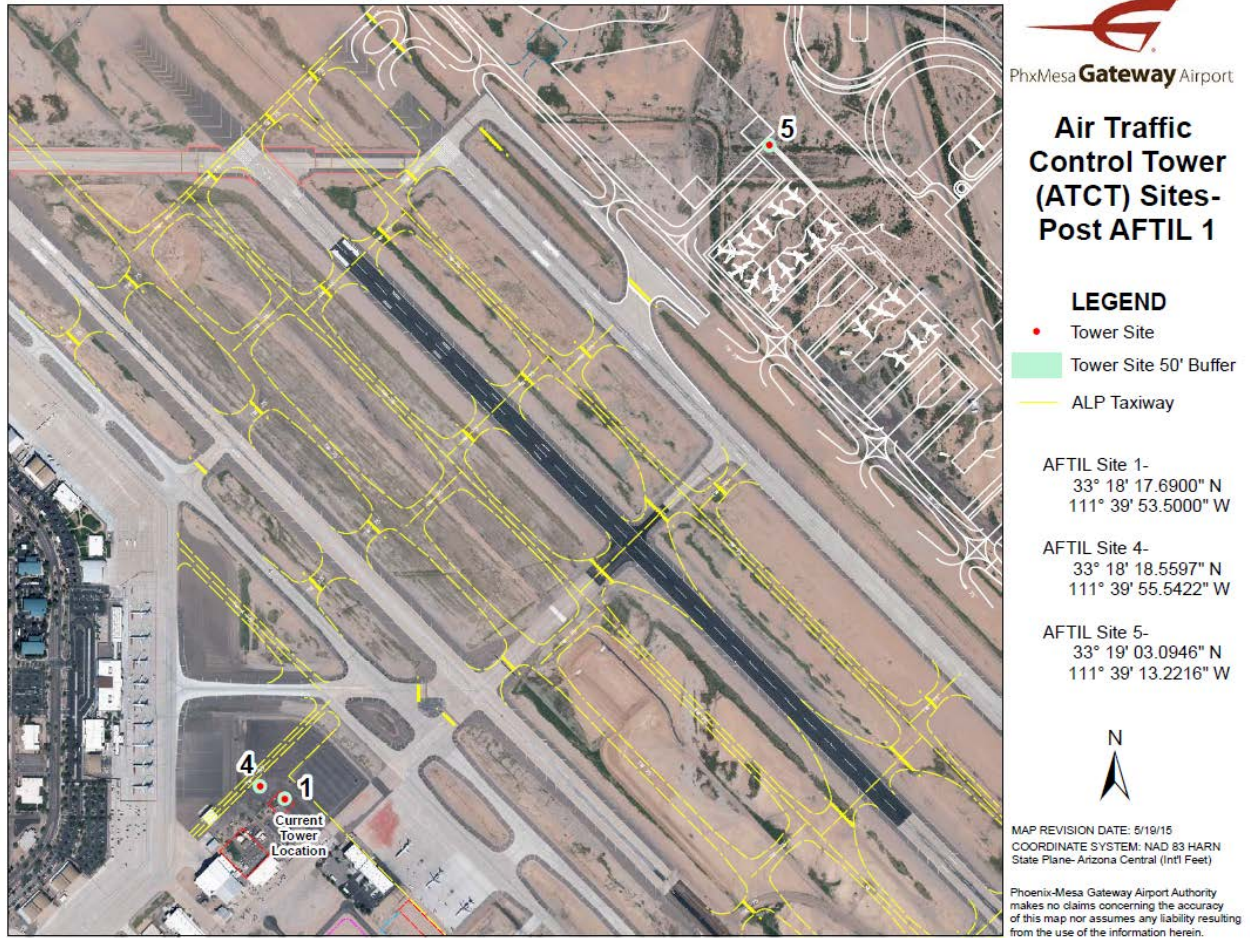 PhxMesa Gateway Airport
Air Traffic
Control Tower
(ATCT) Sites-
Post AFTIL 1
LEGEND
Tower Site
Tower Site 50' Buffer
ALP Taxiway
AFTIL Site 1-
33° 18' 17.6900" N
111° 39' 53.5000" W
AFTIL Site 4-
33° 18' 18.5597" N
111° 39' 55.5422" W
AFTIL Site 5-
33° 19' 03.0946" N
111° 39' 13.2216" W
N
MAP REVISION DATE: 5/19/15
COORDINATE SYSTEM: NAD 83 HARN
State Plane- Arizona Central (Int'l Feet)
Phoenix-Mesa Gateway Airport Authority
makes no claims concerning the accuracy
of this map nor assumes any liability resulting
from the use of the information herein.
5
4
1
Current
Tower
Location